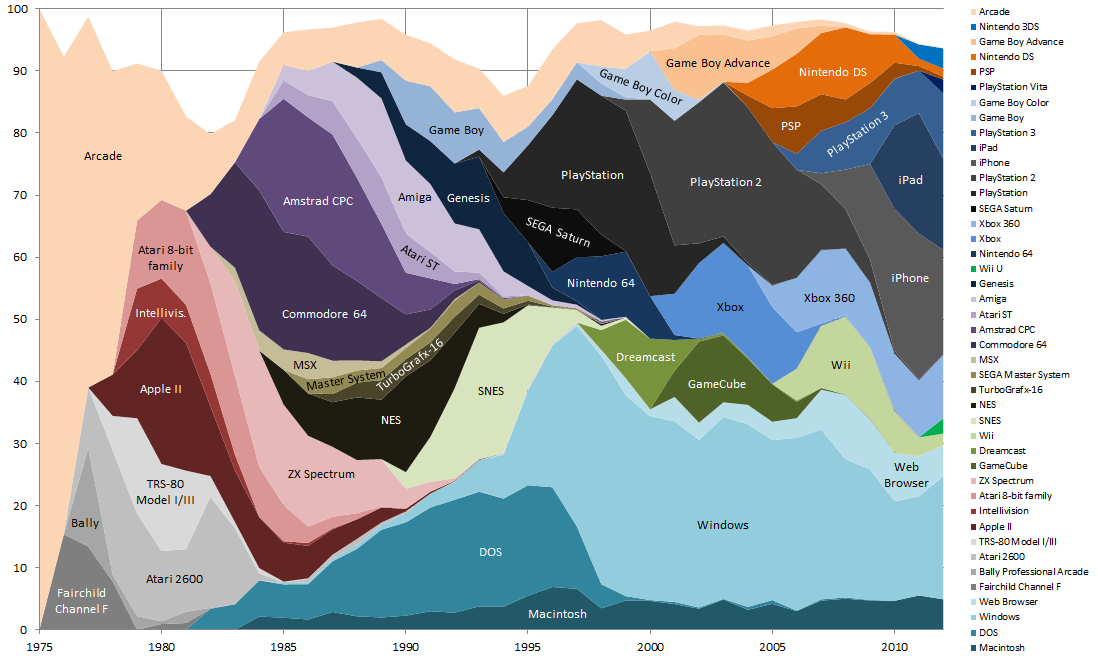 100
90
80
70
60
50
40
30
20
10
0
1975
1980
1985
1990
1995
2000
2005
2010
Arcade
Fairchild
Channel F
Bally
Atari 2600
TRS-80
Model I/III
Apple II
Intellivis.
Atari 8-bit
family
ZX Spectrum
MSX
Commodore 64
Amstrad CPC
Atari ST
Amiga
Master System
TurboGrafx-16
NES
DOS
Macintosh
Windows
SNES
Genesis
Game Boy
SEGA Saturn
PlayStation
Nintendo 64
Game Boy Color
Game Boy Advance
Dreamcast
GameCube
Xbox
PlayStation 2
Nintendo DS
PSP
PlayStation 3
Xbox 360
Wii
iPhone
iPad
Web
Browser
Arcade
Nintendo 3DS
Game Boy Advance
Nintendo DS
PSP
PlayStation Vita
Game Boy Color
Game Boy
PlayStation 3
iPad
iPhone
PlayStation 2
PlayStation
SEGA Saturn
Xbox 360
Xbox
Nintendo 64
Wii U
Genesis
Amiga
Atari ST
Amstrad CPC
Commodore 64
MSX
SEGA Master System
TurboGrafx-16
NES
SNES
Wii
Dreamcast
GameCube
ZX Spectrum
Atari 8-bit family
Intellivision
Apple II
TRS-80 Model I/III
Atari 2600
Bally Professional Arcade
Fairchild Channel F
Web Browser
Windows
DOS
Macintosh